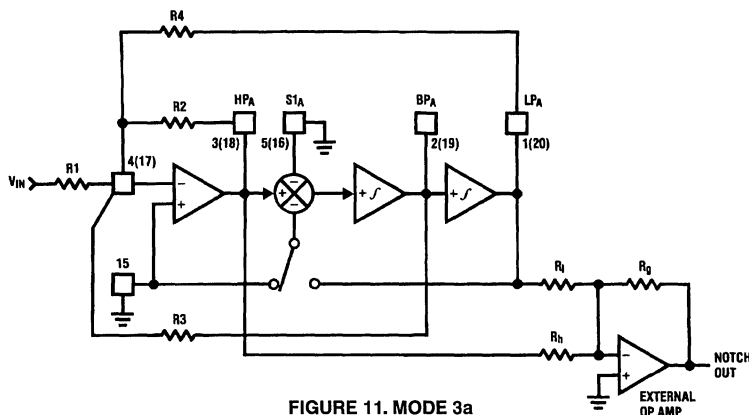 R4
HPA
S1A
BPA
LPA
R2
3(18)
5(16)
2(19)
1(20)
4(17)
VIN
R1
−
+
+
−
−
+ ∫
+ ∫
15
Rl
Rg
R3
Rh
−
+
NOTCH
OUT
EXTERNAL
OP AMP
FIGURE 11. MODE 3a